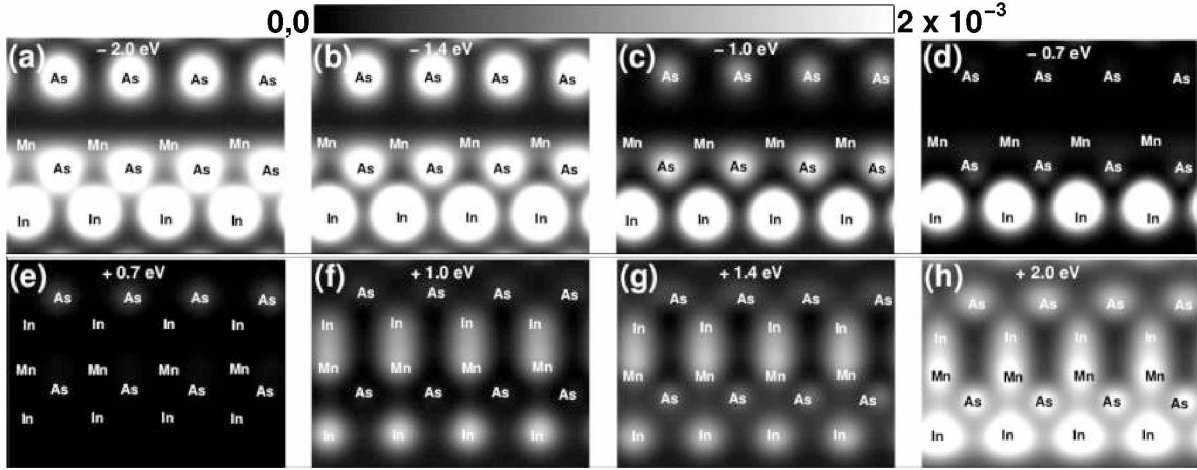 0,0 2 x 10⁻³
(a) – 2.0 eV
As As As As
Mn Mn Mn Mn
As As As As
In In In In
(b) – 1.4 eV
As As As As
Mn Mn Mn Mn
As As As As
In In In In
(c) – 1.0 eV
As As As As
Mn Mn Mn Mn
As As As As
In In In In
(d) – 0.7 eV
As As As As
Mn Mn Mn Mn
As As As As
In In In In
(e) + 0.7 eV
As As As As
In In In In
Mn Mn Mn Mn
As As As As
In In In In
(f) + 1.0 eV
As As As As
In In In In
Mn Mn Mn Mn
As As As As
In In In In
(g) + 1.4 eV
As As As As
In In In In
Mn Mn Mn Mn
As As As As
In In In In
(h) + 2.0 eV
As As As As
In In In In
Mn Mn Mn Mn
As As As As
In In In In